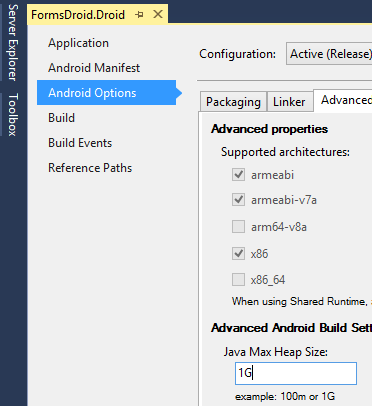 Server Explorer
Toolbox
FormsDroid.Droid
Application
Android Manifest
Android Options
Build
Build Events
Reference Paths
Configuration: Active (Release)
Packaging Linker Advanced
Advanced properties
Supported architectures:
armeabi
armeabi-v7a
arm64-v8a
x86
x86_64
When using Shared Runtime,
Advanced Android Build Sett
Java Max Heap Size:
1G
example: 100m or 1G